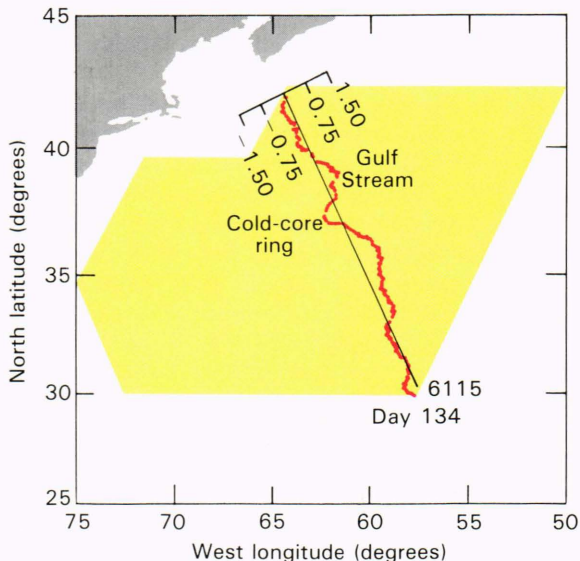 45
40
35
30
25
North latitude (degrees)
75
70
65
60
55
50
West longitude (degrees)
1.50
0.75
– 0.75
– 1.50
Gulf
Stream
Cold-core
ring
6115
Day 134